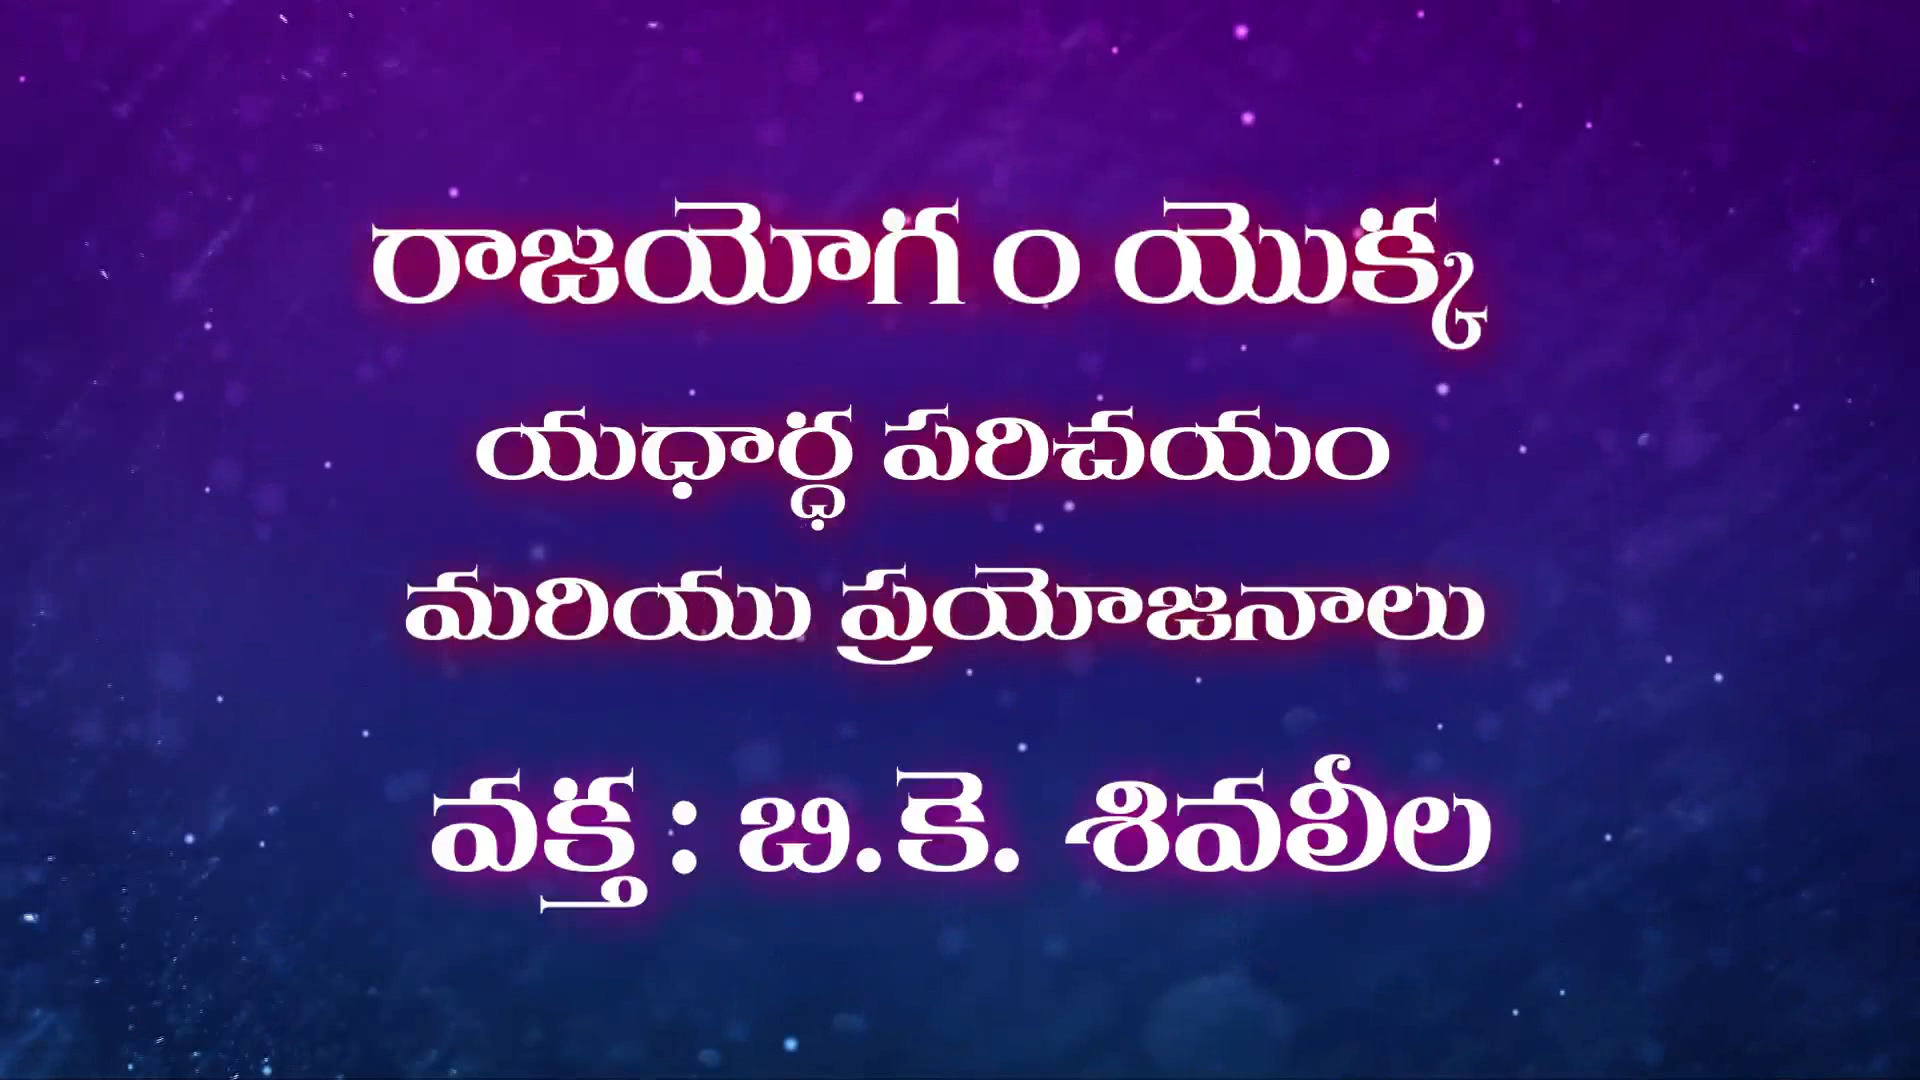 రాజయోగ ం యొక్క
యధార్ధ పరిచయం
మరియు ప్రయోజనాలు
వక్త : బి.కె. శివలీల